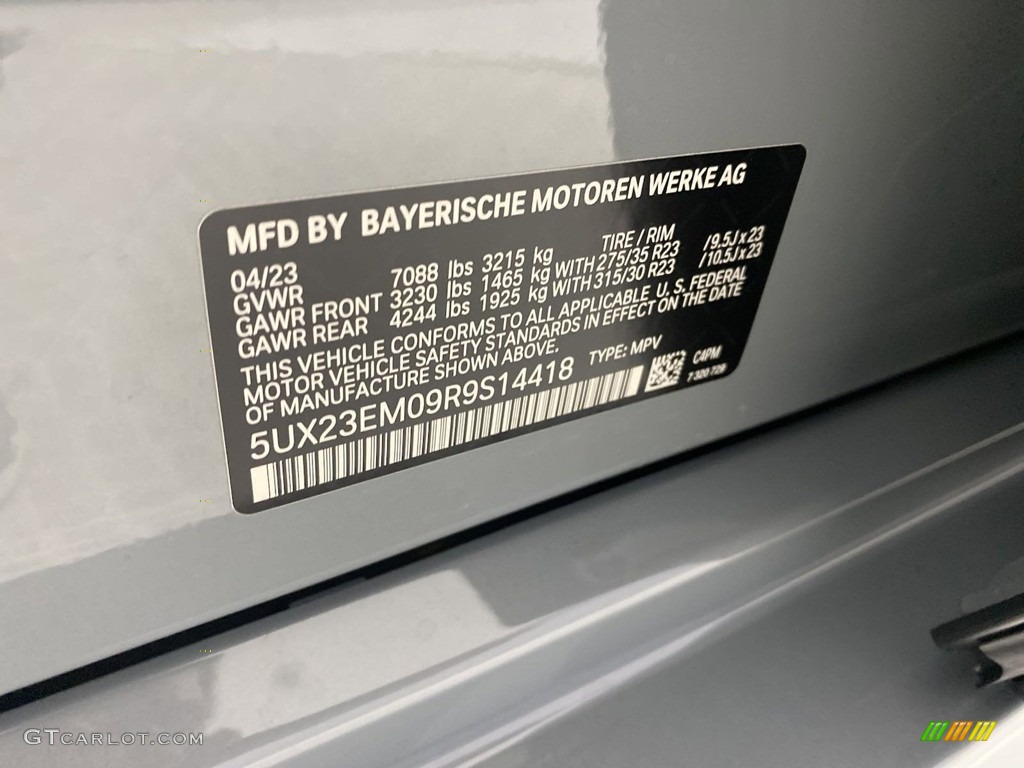 MFD BY BAYERISCHE MOTOREN WERKE AG
04/23 TIRE / RIM
GVWR 7088 lbs 3215 kg
GAWR FRONT 3230 lbs 1465 kg WITH 275/35 R23 /9.5J x 23
GAWR REAR 4244 lbs 1925 kg WITH 315/30 R23 /10.5J x 23
THIS VEHICLE CONFORMS TO ALL APPLICABLE U. S. FEDERAL
MOTOR VEHICLE SAFETY STANDARDS IN EFFECT ON THE DATE
OF MANUFACTURE SHOWN ABOVE.
5UX23EM09R9S14418 TYPE: MPV
C4PM
7 320 729
GTCARLOT.COM